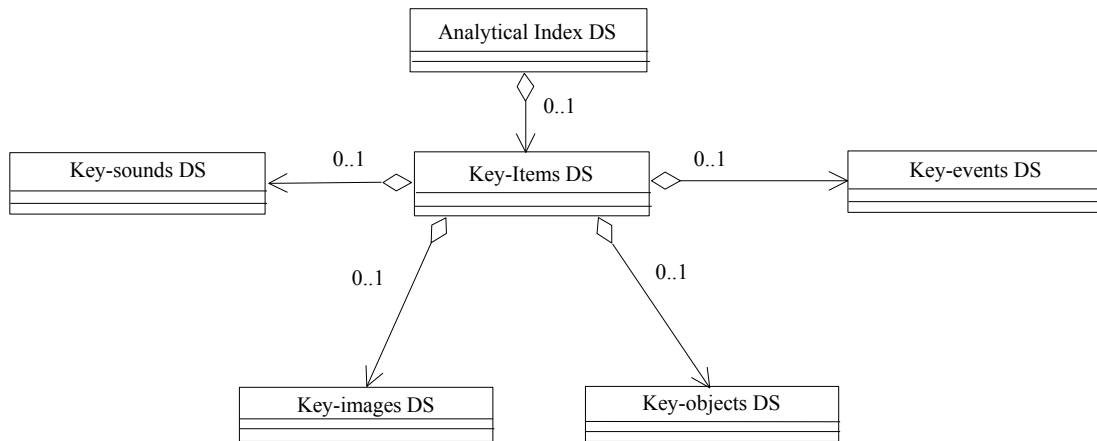 Analytical Index DS
0..1
Key-sounds DS
0..1
Key-Items DS
0..1
Key-events DS
0..1
0..1
Key-images DS
Key-objects DS